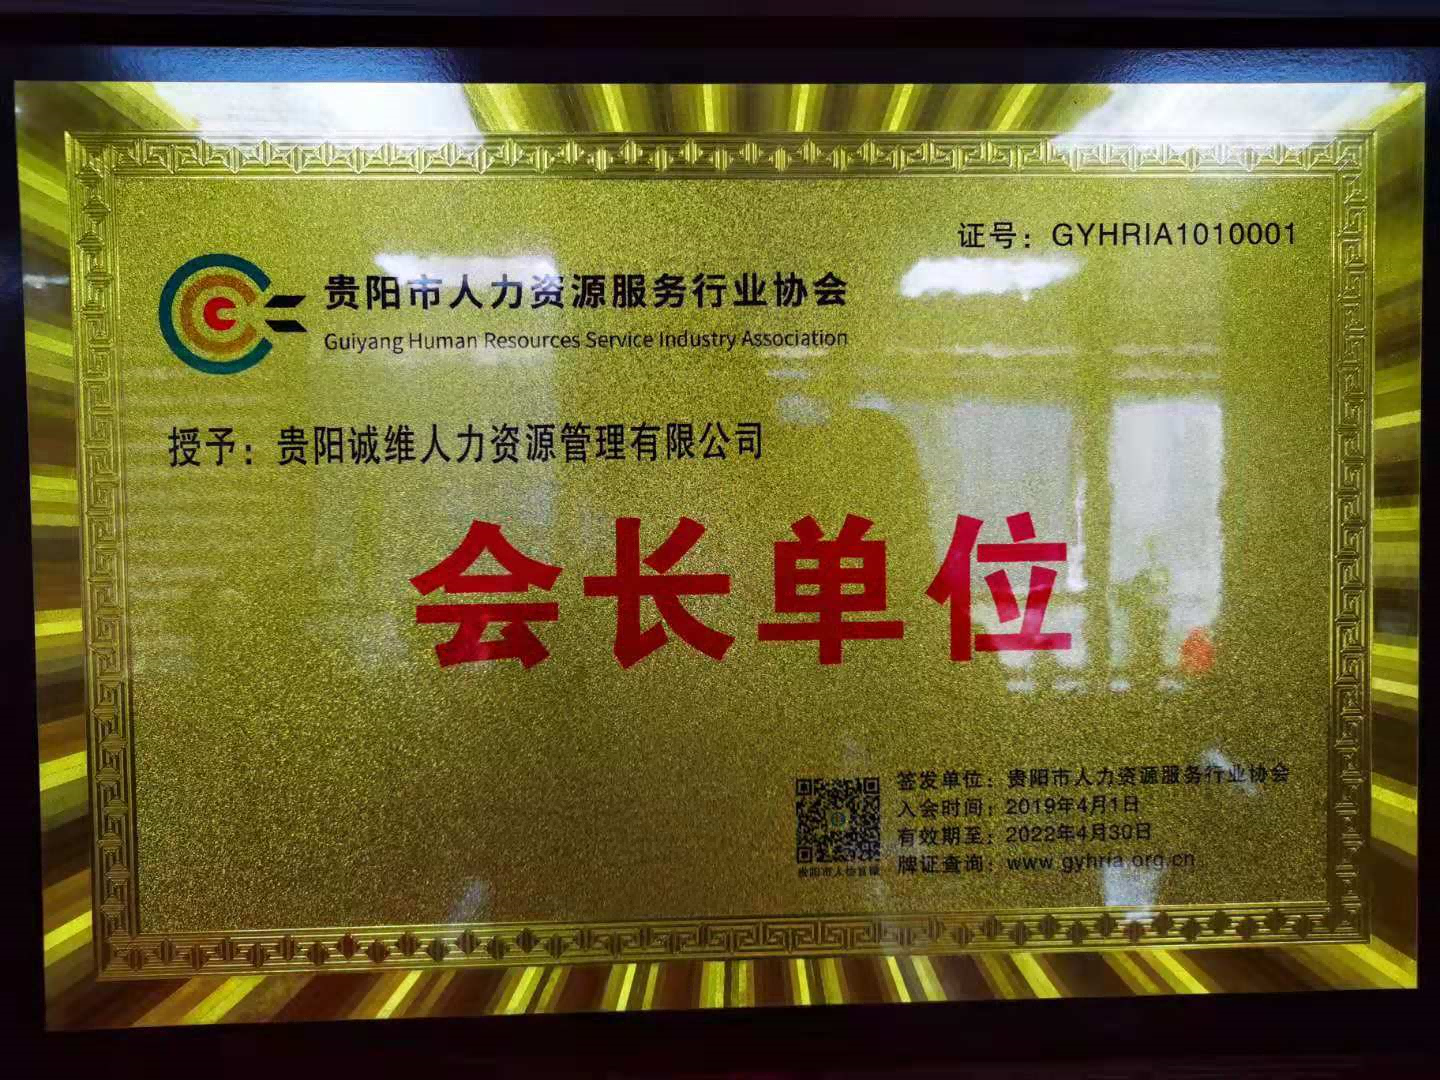 证号：GYHRIA1010001
贵阳市人力资源服务行业协会
Guiyang Human Resources Service Industry Association
授予：贵阳诚维人力资源管理有限公司
会长单位
签发单位：贵阳市人力资源服务行业协会
入会时间：2019年4月1日
有效期至：2022年4月30日
牌证查询：www.gyhria.org.cn